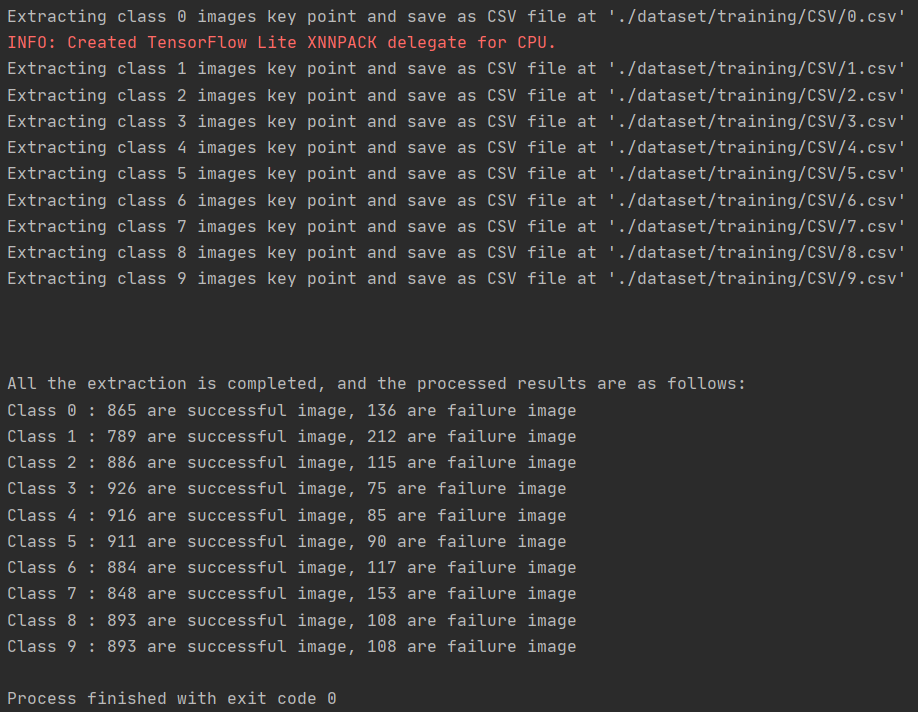 Extracting class 0 images key point and save as CSV file at './dataset/training/CSV/0.csv'
INFO: Created TensorFlow Lite XNNPACK delegate for CPU.
Extracting class 1 images key point and save as CSV file at './dataset/training/CSV/1.csv'
Extracting class 2 images key point and save as CSV file at './dataset/training/CSV/2.csv'
Extracting class 3 images key point and save as CSV file at './dataset/training/CSV/3.csv'
Extracting class 4 images key point and save as CSV file at './dataset/training/CSV/4.csv'
Extracting class 5 images key point and save as CSV file at './dataset/training/CSV/5.csv'
Extracting class 6 images key point and save as CSV file at './dataset/training/CSV/6.csv'
Extracting class 7 images key point and save as CSV file at './dataset/training/CSV/7.csv'
Extracting class 8 images key point and save as CSV file at './dataset/training/CSV/8.csv'
Extracting class 9 images key point and save as CSV file at './dataset/training/CSV/9.csv'
All the extraction is completed, and the processed results are as follows:
Class 0 : 865 are successful image, 136 are failure image
Class 1 : 789 are successful image, 212 are failure image
Class 2 : 886 are successful image, 115 are failure image
Class 3 : 926 are successful image, 75 are failure image
Class 4 : 916 are successful image, 85 are failure image
Class 5 : 911 are successful image, 90 are failure image
Class 6 : 884 are successful image, 117 are failure image
Class 7 : 848 are successful image, 153 are failure image
Class 8 : 893 are successful image, 108 are failure image
Class 9 : 893 are successful image, 108 are failure image
Process finished with exit code 0